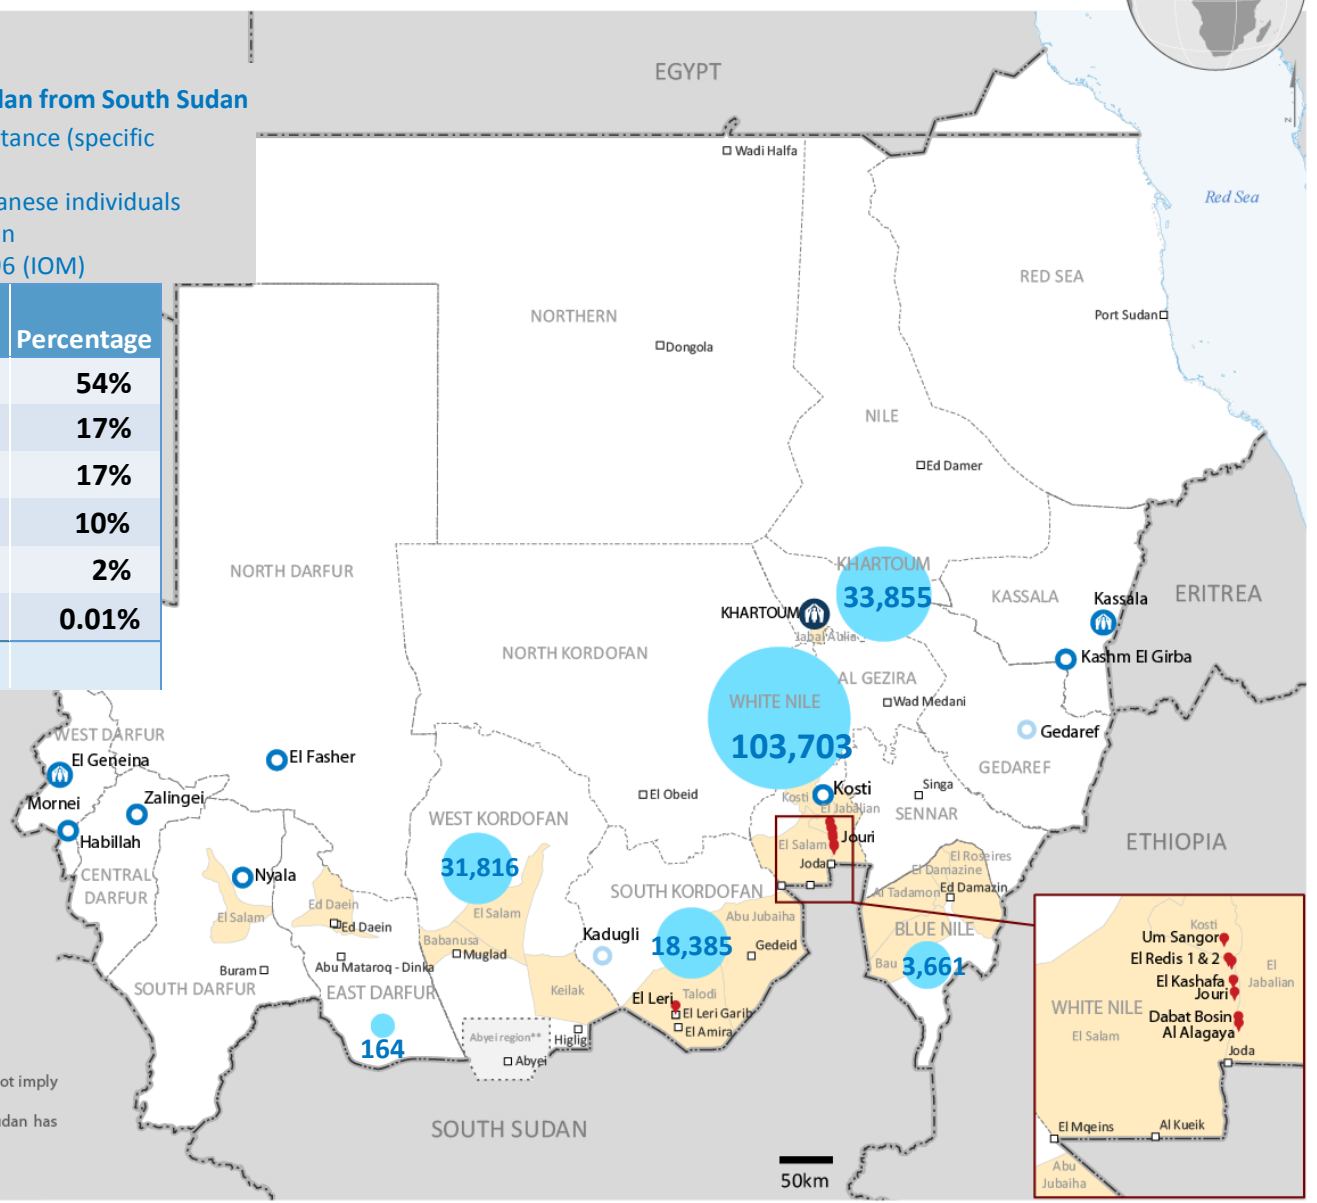 EGYPT
dan from South Sudan
tance (specific
anese individuals
n
06 (IOM)
Percentage
54%
17%
17%
10%
2%
0.01%
Wadi Halfa
Red Sea
RED SEA
Port Sudan
NORTHERN
Dongola
NILE
Ed Damer
NORTH DARFUR
KHARTOUM
33,855
KHARTOUM
Jabal Aulia
KASSALA
Kassala
ERITREA
Kashm El Girba
NORTH KORDOFAN
AL GEZIRA
WHITE NILE
103,703
Wad Medani
Gedaref
GEDAREF
WEST DARFUR
El Geneina
El Fasher
Mornei
Zalingei
Habillah
El Obeid
Kosti
Kosti
El Jabalian
Singa
SENNAR
WEST KORDOFAN
31,816
El Salam
Jouri
Joda
ETHIOPIA
CENTRAL
DARFUR
Nyala
El Salam
Ed Daein
Ed Daein
El Salam
SOUTH KORDOFAN
Abu Jubaiha
El Roseires
El Damazine
Al Tadamon
Ed Damazin
BLUE NILE
Bau
3,661
Babanusa
Muglad
Kadugli
18,385
Gedeid
Buram
Abu Mataroq - Dinka
SOUTH DARFUR
EAST DARFUR
Keilak
El Leri
Talodi
El Leri Garib
El Amira
164
Abyei region**
Higlig
Abyei
SOUTH SUDAN
50km
Kosti
Um Sangor
El Redis 1 & 2
El Kashafa
Jouri
El
Jabalian
WHITE NILE
El Salam
Dabat Bosin
Al Alagaya
Joda
El Mqeins
Al Kueik
Abu
Jubaiha
ot imply
udan has
z